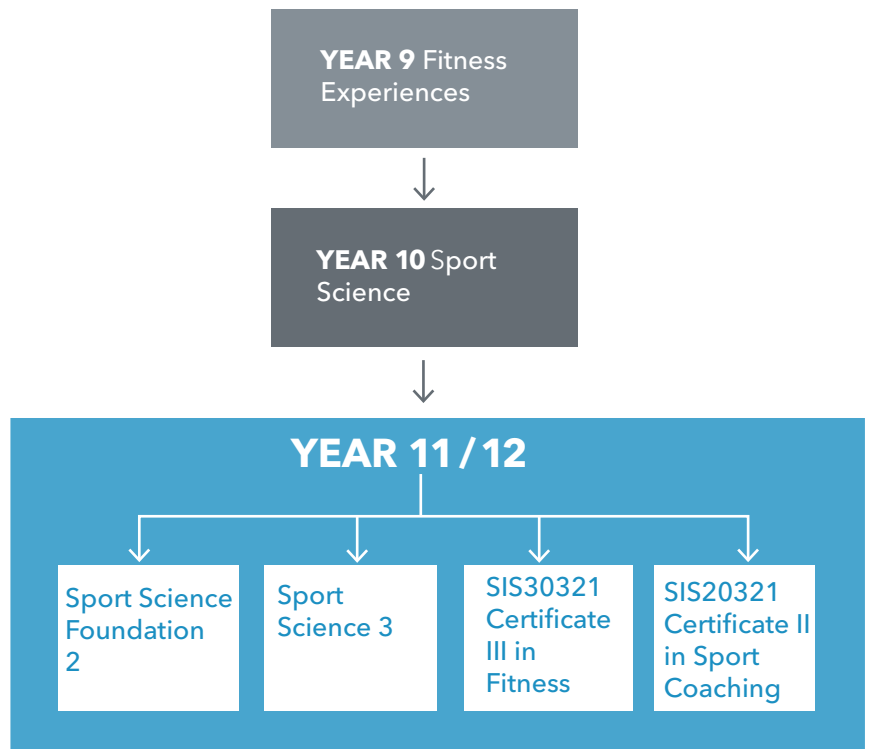 YEAR 9 Fitness
Experiences
YEAR 10 Sport
Science
YEAR 11/12
Sport Science
Foundation
2
Sport
Science 3
SIS30321
Certificate
III in
Fitness
SIS20321
Certificate II
in Sport
Coaching